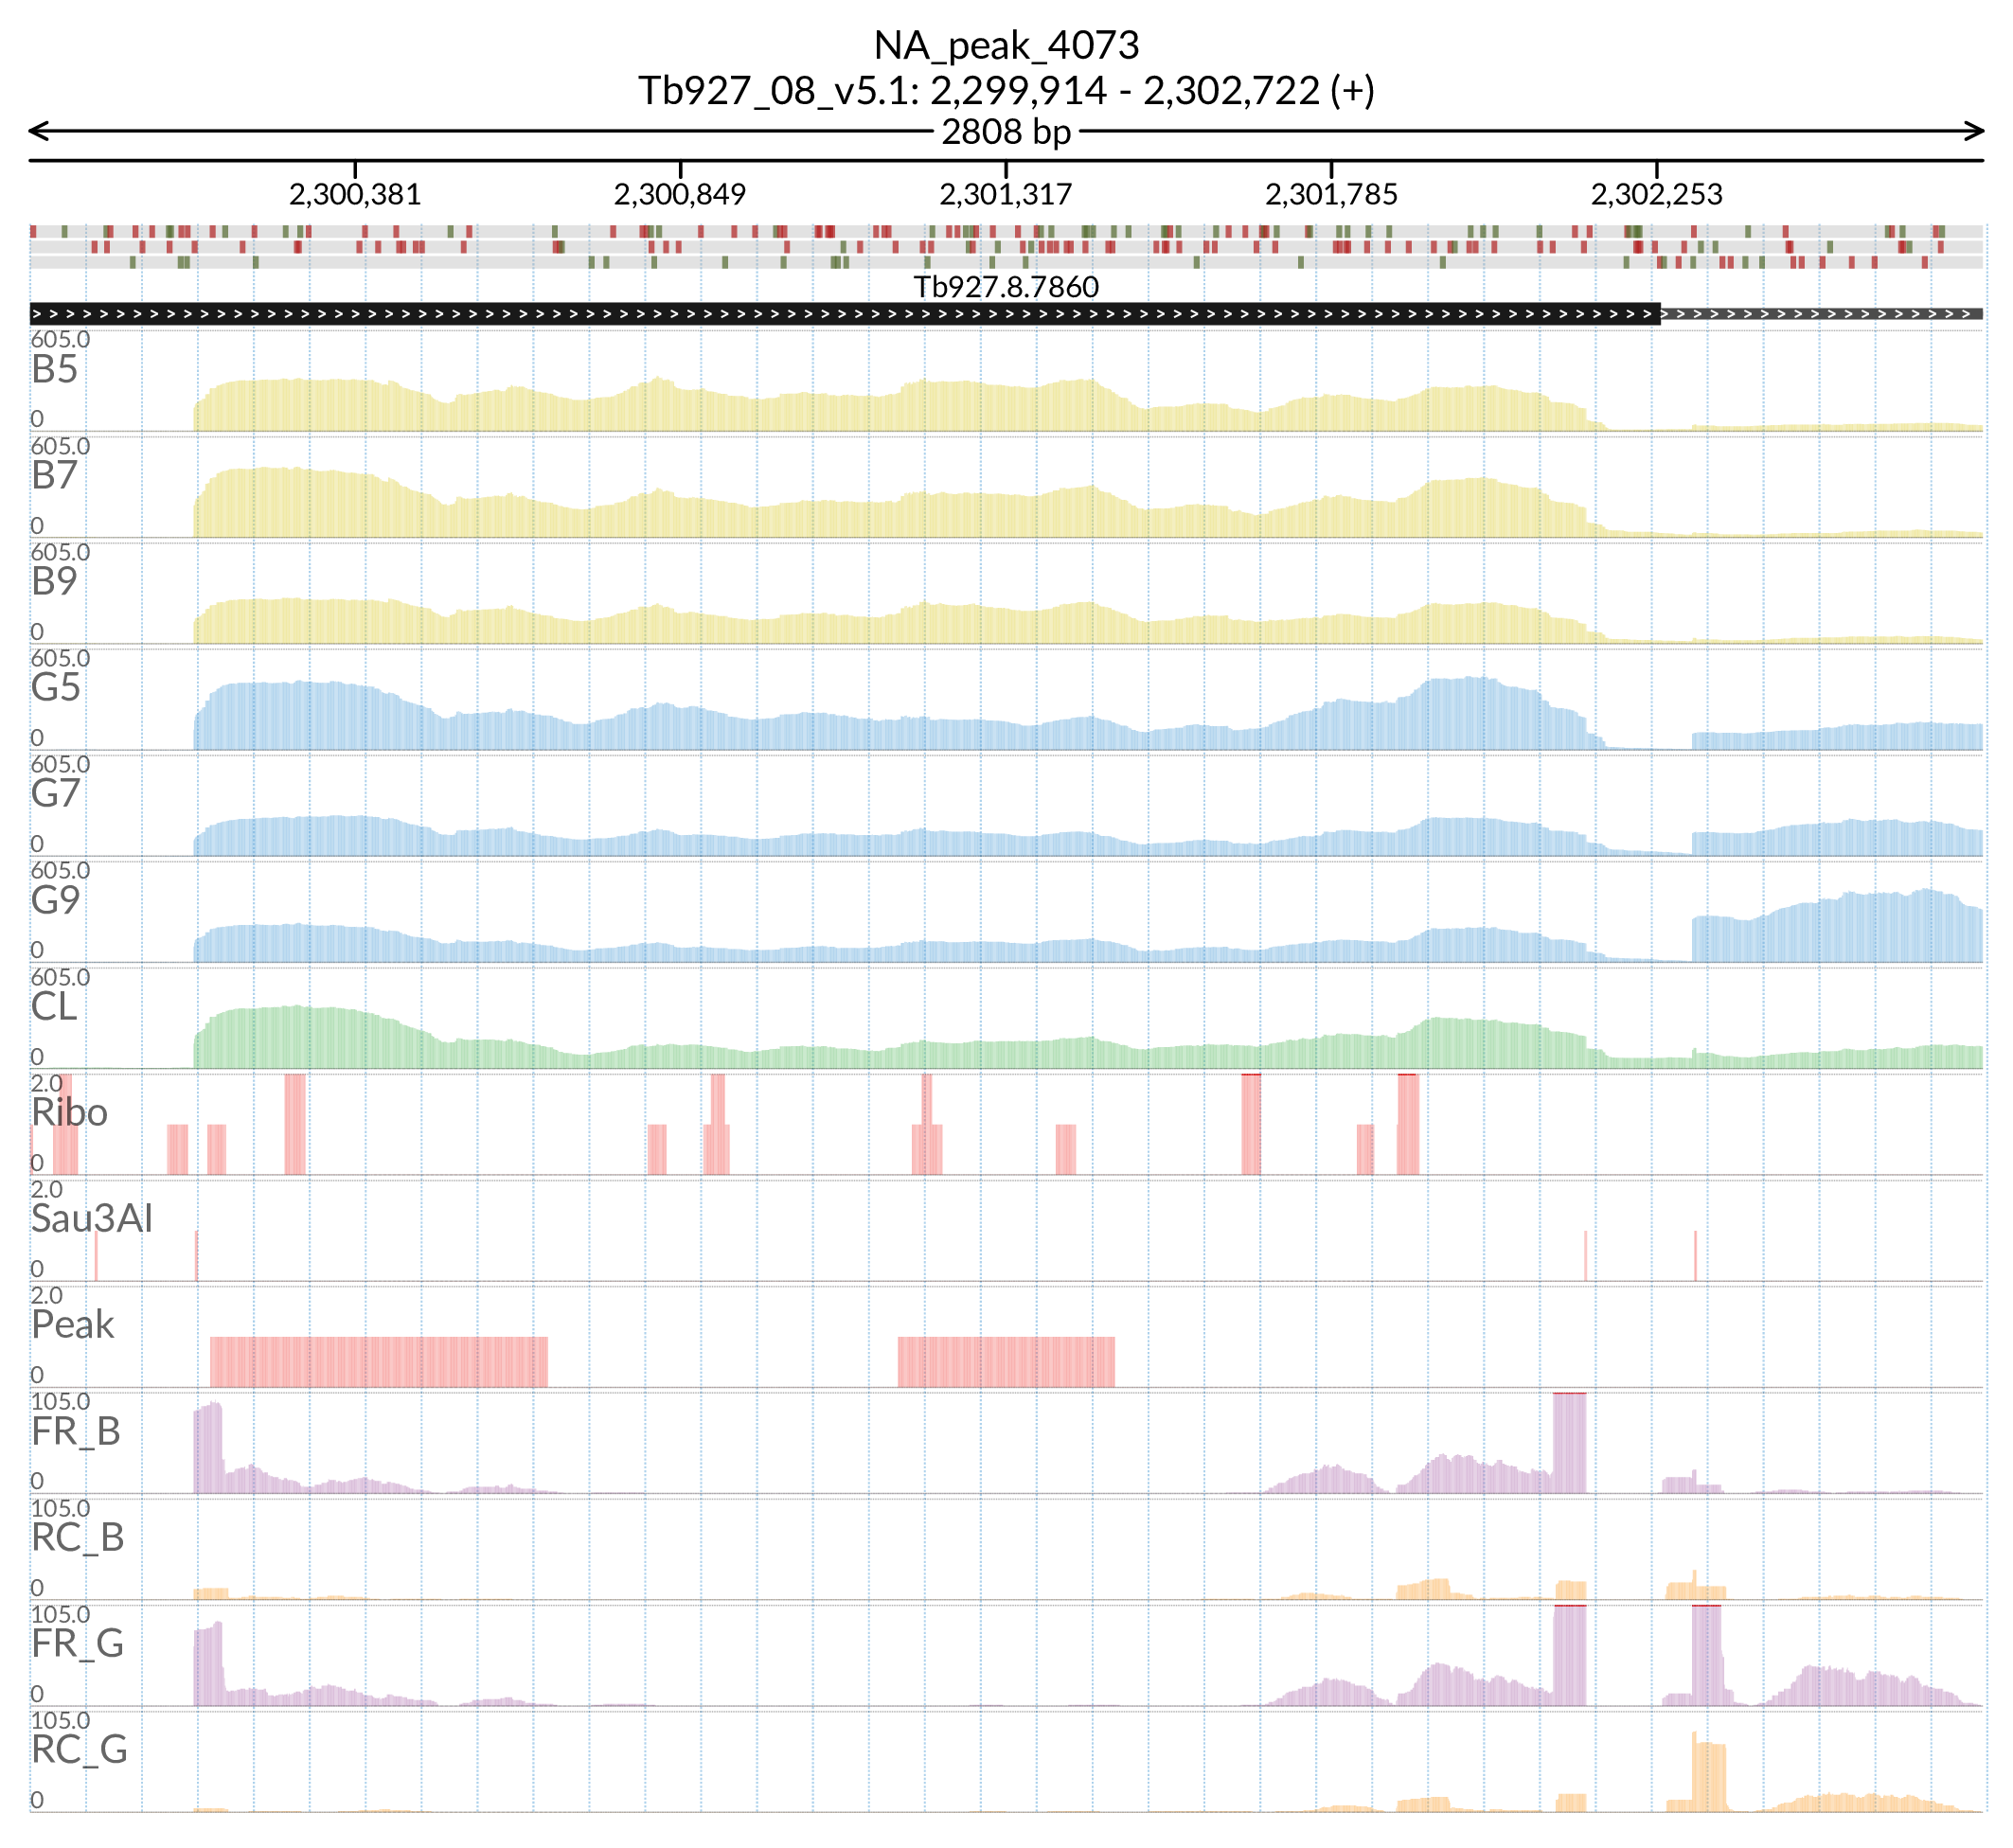 NA_peak_4073
Tb927_08_v5.1: 2,299,914 - 2,302,722 (+)
2808 bp
2,300,381 2,300,849 2,301,317 2,301,785 2,302,253
Tb927.8.7860
605.0
B5
0
605.0
B7
0
605.0
B9
0
605.0
G5
0
605.0
G7
0
605.0
G9
0
605.0
CL
0
2.0
Ribo
0
2.0
Sau3AI
0
2.0
Peak
0
105.0
FR_B
0
105.0
RC_B
0
105.0
FR_G
0
105.0
RC_G
0